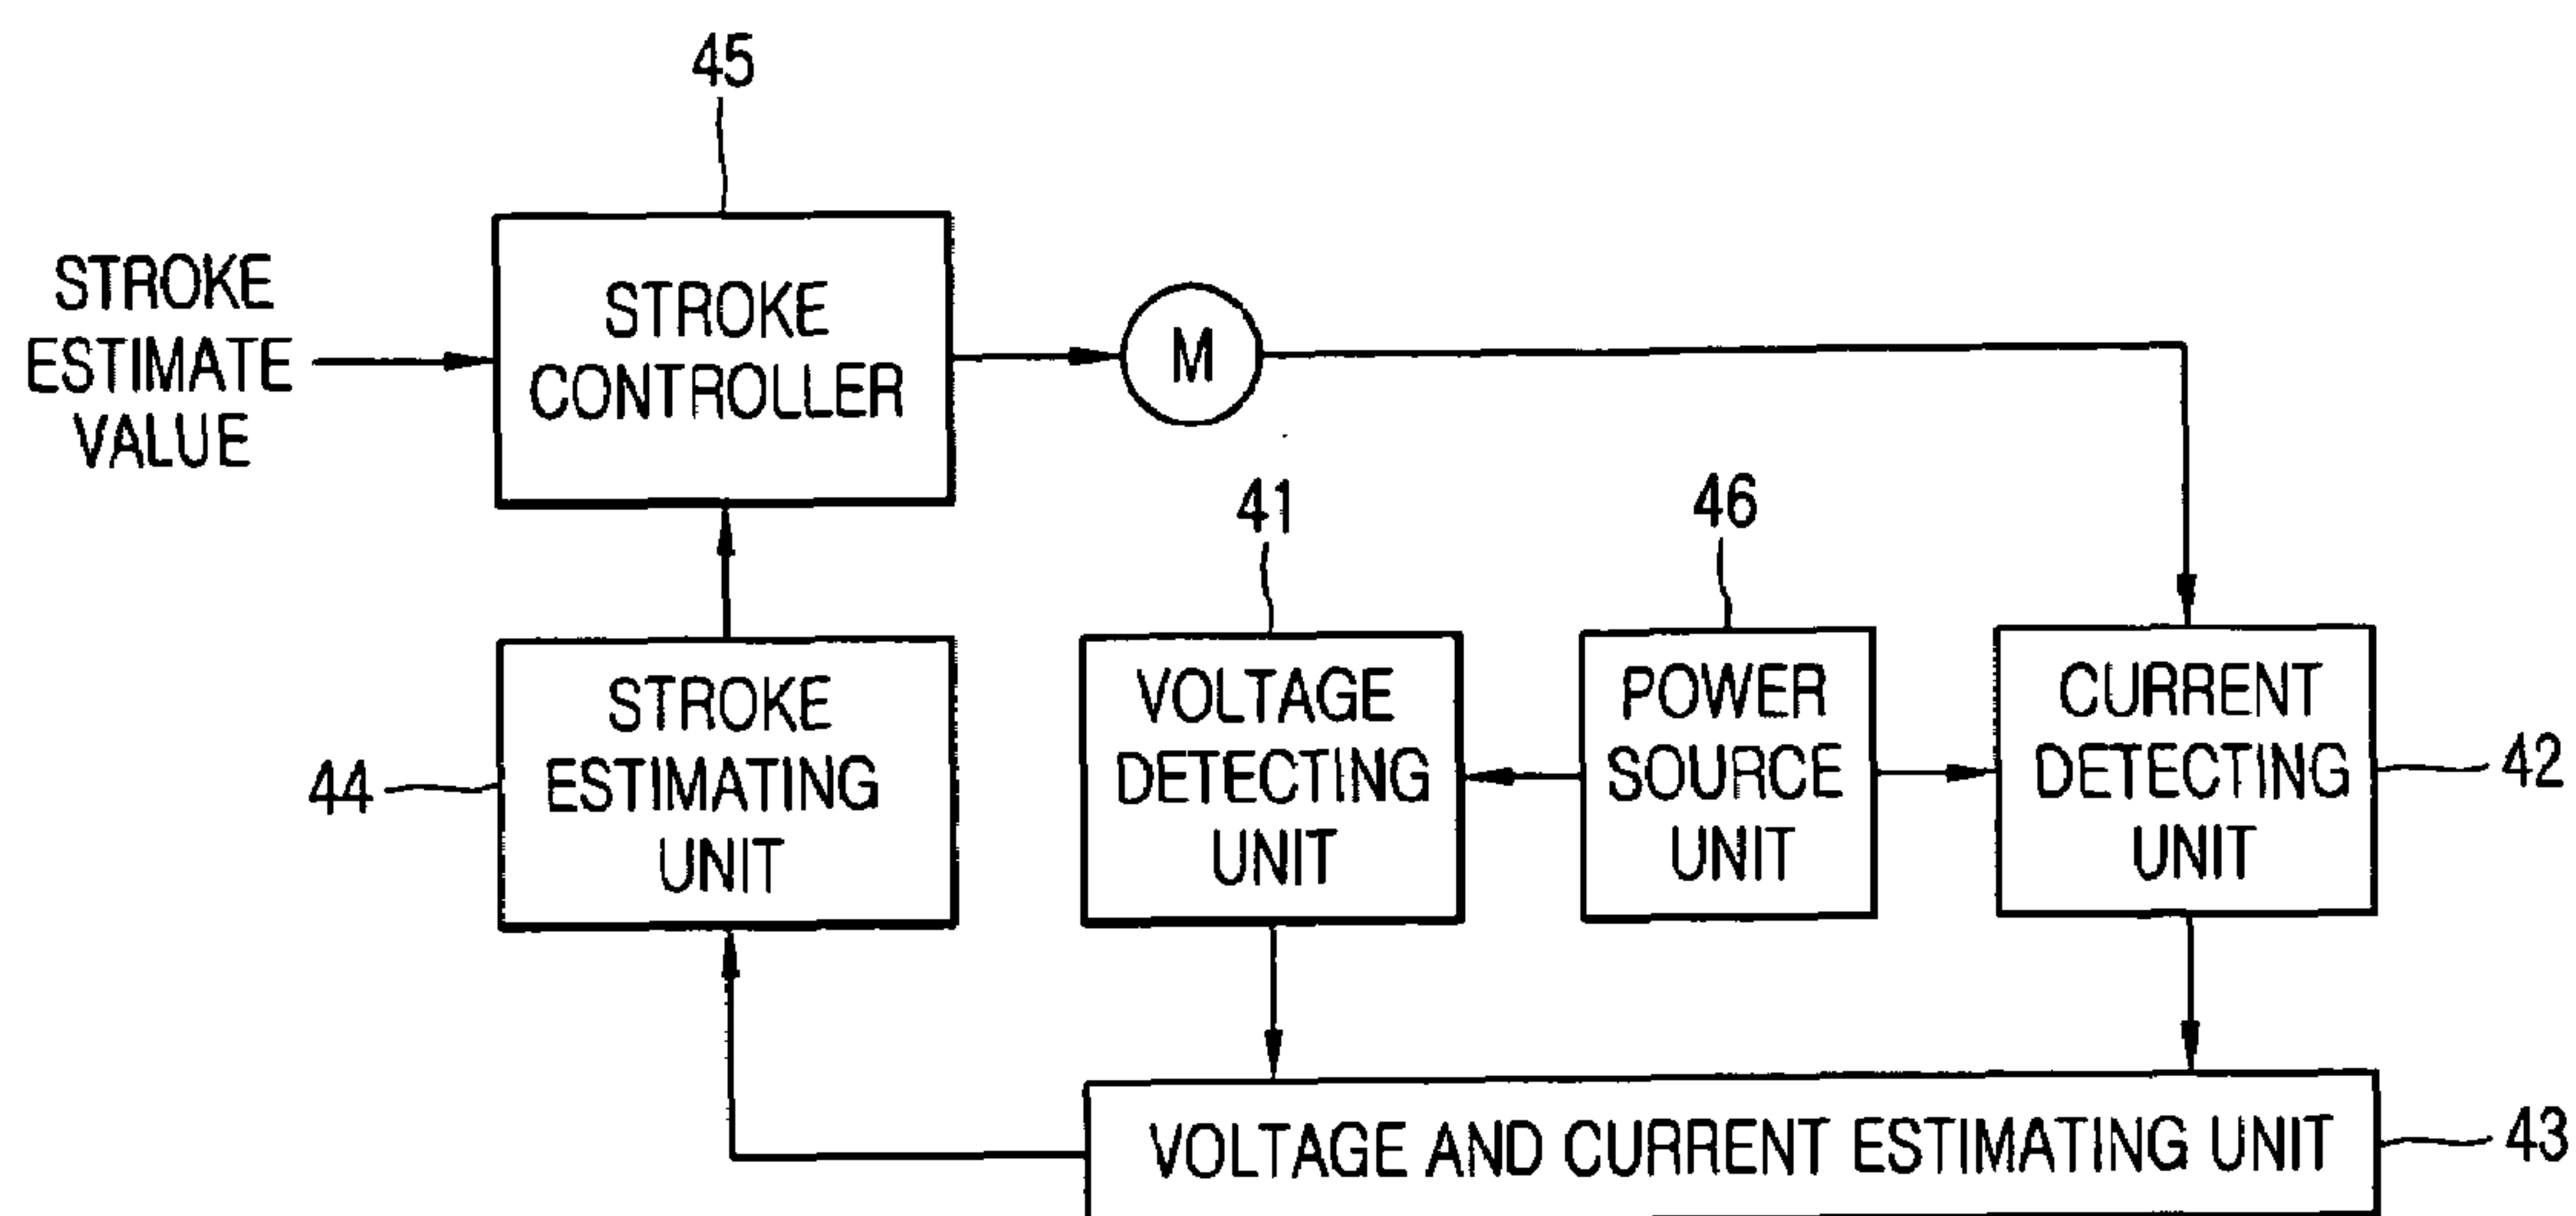 45
STROKE
ESTIMATE
VALUE
STROKE
CONTROLLER
M
41
46
STROKE
ESTIMATING
UNIT
44
VOLTAGE
DETECTING
UNIT
POWER
SOURCE
UNIT
CURRENT
DETECTING
UNIT
42
VOLTAGE AND CURRENT ESTIMATING UNIT
43